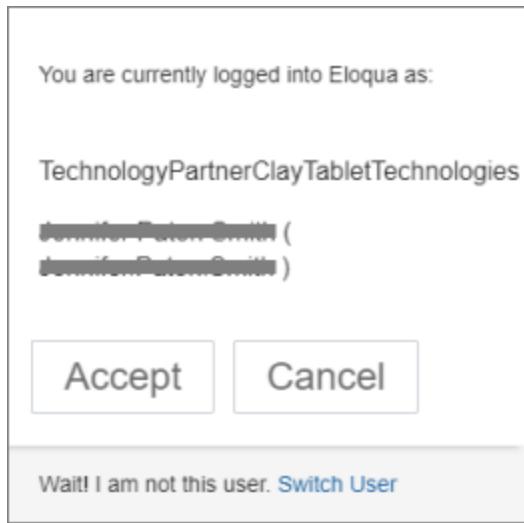 You are currently logged into Eloqua as:
TechnologyPartnerClayTabletTechnologies
(
)
Accept
Cancel
Wait! I am not this user. Switch User